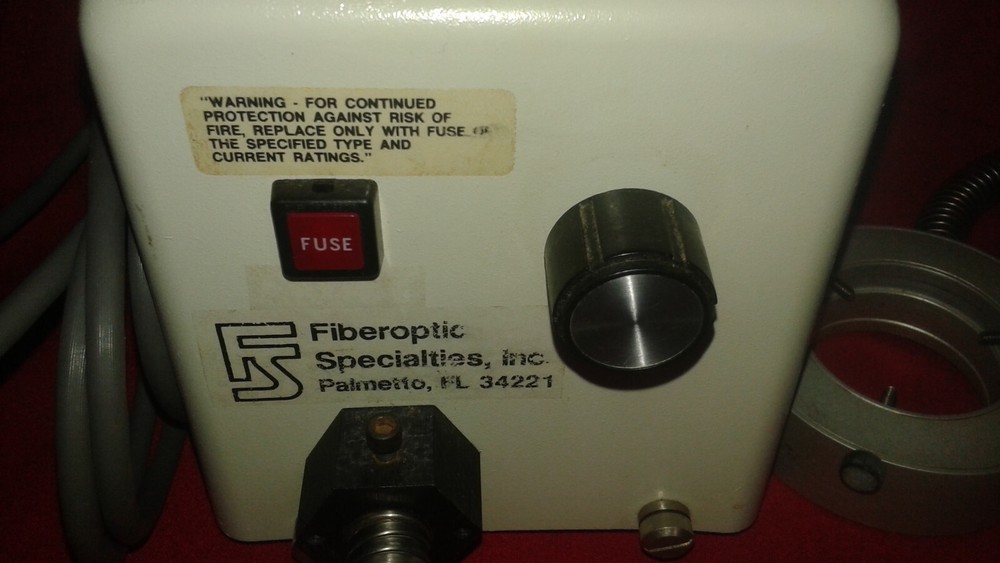 "WARNING - FOR CONTINUED
PROTECTION AGAINST RISK OF
FIRE, REPLACE ONLY WITH FUSE OF
THE SPECIFIED TYPE AND
CURRENT RATINGS."
FUSE
FS
Fiberoptic
Specialties, Inc.
Palmetto, FL 34221